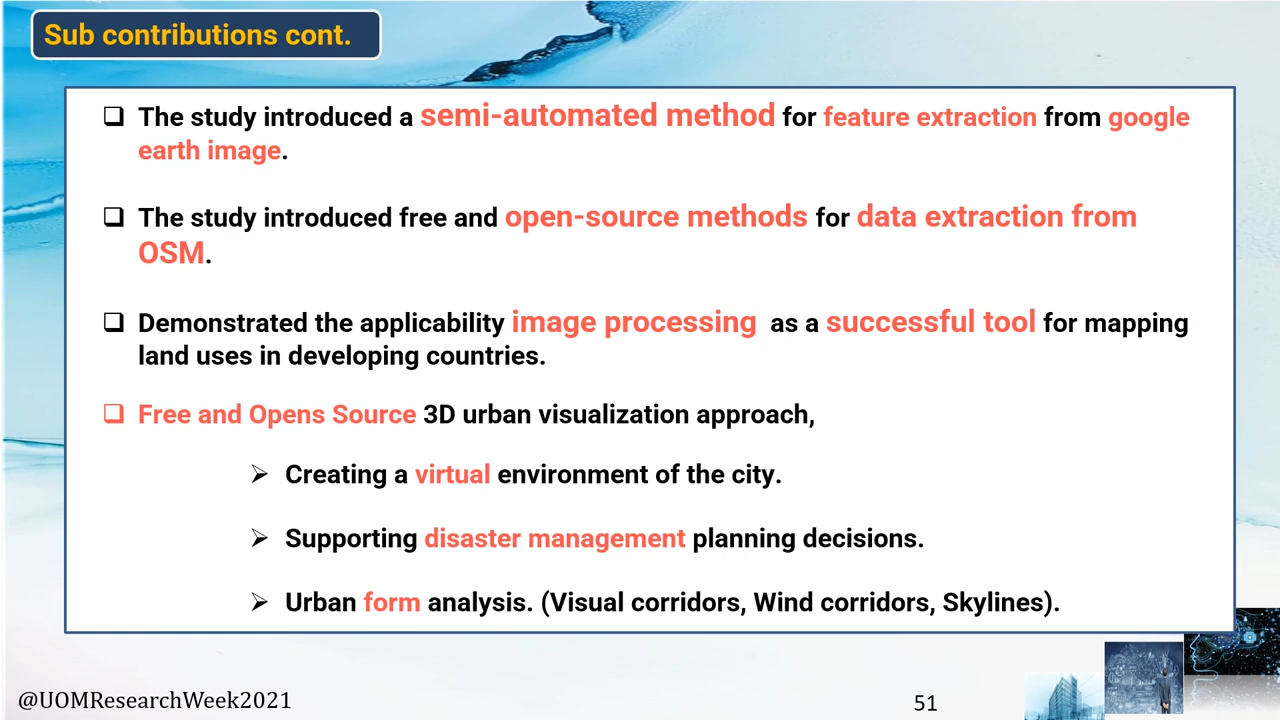 Sub contributions cont.
❑ The study introduced a semi-automated method for feature extraction from google
earth image.
❑ The study introduced free and open-source methods for data extraction from
OSM.
❑ Demonstrated the applicability image processing as a successful tool for mapping
land uses in developing countries.
❑ Free and Opens Source 3D urban visualization approach,
➢ Creating a virtual environment of the city.
➢ Supporting disaster management planning decisions.
➢ Urban form analysis. (Visual corridors, Wind corridors, Skylines).
@UOMResearchWeek2021
51